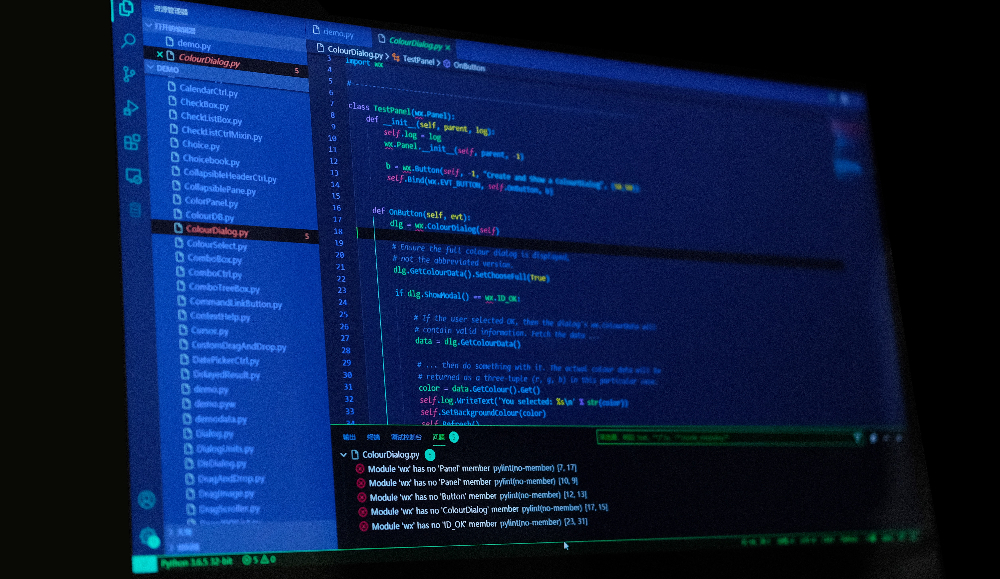 资源管理器
打开的编辑器
demo.py
ColourDialog.py
5
DEMO
CalendarCtrl.py
CheckBox.py
CheckListBox.py
CheckListCtrlMixin.py
Choice.py
Choicebook.py
CollapsibleHeaderCtrl.py
CollapsiblePane.py
ColorPanel.py
ColourDB.py
ColourDialog.py
5
ColourSelect.py
ComboBox.py
ComboCtrl.py
ComboTreeBox.py
CommandLinkButton.py
ContextHelp.py
Cursor.py
CustomDragAndDrop.py
DatePickerCtrl.py
DelayedResult.py
demo.py
demo.pyw
demodata.py
Dialog.py
DialogUnits.py
DirDialog.py
DragAndDrop.py
DragImage.py
DragScroller.py
demo.py
ColourDialog.py ×
ColourDialog.py > TestPanel > OnButton
3 import wx
4
5 #
6
7 class TestPanel(wx.Panel):
8 def __init__(self, parent, log):
9 self.log = log
10 wx.Panel.__init__(self, parent, -1)
11
12 b = wx.Button(self, -1, "Create and Show a ColourDialog",
13 self.Bind(wx.EVT_BUTTON, self.OnButton, b)
14
15
16 def OnButton(self, evt):
17 dlg = wx.ColourDialog(self)
18
19 # Ensure the full colour dialog is displayed,
20 # not the abbreviated version.
21 dlg.GetColourData().SetChooseFull(True)
22
23 if dlg.ShowModal() == wx.ID_OK:
24
25 # If the user selected OK, then the dialog's wx.ColourData will
26 # contain valid information. Fetch the data ...
27 data = dlg.GetColourData()
28
29 # ... then do something with it. The actual colour data will be
30 # returned as a three-tuple (r, g, b) in this particular case.
31 color = data.GetColour().Get()
32 self.log.WriteText('You selected: %s\n' % str(color))
33 self.SetBackgroundColour(color)
34 self.Refresh()
输出 终端 调试控制台 问题 5
ColourDialog.py 5
Module 'wx' has no 'Panel' member pylint(no-member) [7, 17]
Module 'wx' has no 'Panel' member pylint(no-member) [10, 9]
Module 'wx' has no 'Button' member pylint(no-member) [12, 13]
Module 'wx' has no 'ColourDialog' member pylint(no-member) [17, 15]
Module 'wx' has no 'ID_OK' member pylint(no-member) [23, 31]
Python 3.8.5 32-bit 5 0